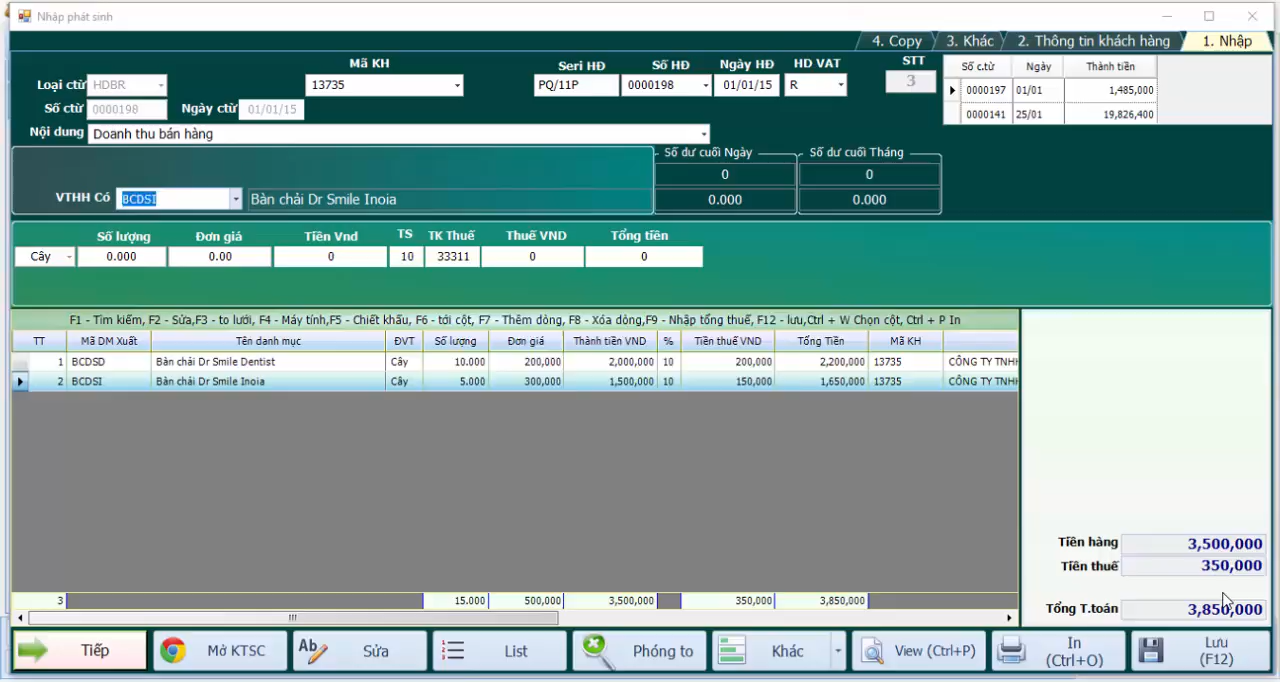 Nhập phát sinh
4. Copy 3. Khác 2. Thông tin khách hàng 1. Nhập
Mã KH Seri HĐ Số HĐ Ngày HĐ HD VAT STT
Loại ctừ HDBR 13735 PQ/11P 0000198 01/01/15 R 3
Số ctừ 0000198 Ngày ctừ 01/01/15
Nội dung Doanh thu bán hàng
Số c.từ Ngày Thành tiền
0000197 01/01 1,485,000
0000141 25/01 19,826,400
Số dư cuối Ngày Số dư cuối Tháng
0 0
VTHH Có BCDSI Bàn chải Dr Smile Inoia 0.000 0.000
Số lượng Đơn giá Tiền Vnd TS TK Thuế Thuế VND Tổng tiền
Cây 0.000 0.00 0 10 33311 0 0
F1 - Tìm kiếm, F2 - Sửa,F3 - to lưới, F4 - Máy tính,F5 - Chiết khấu, F6 - tới cột, F7 - Thêm dòng, F8 - Xóa dòng,F9 - Nhập tổng thuế, F12 - lưu,Ctrl + W Chọn cột, Ctrl + P In
TT Mã DM Xuất Tên danh mục ĐVT Số lượng Đơn giá Thành tiền VND % Tiền thuế VND Tổng Tiền Mã KH
1 BCDSD Bàn chải Dr Smile Dentist Cây 10.000 200,000 2,000,000 10 200,000 2,200,000 13735 CÔNG TY TNHH
2 BCDSI Bàn chải Dr Smile Inoia Cây 5.000 300,000 1,500,000 10 150,000 1,650,000 13735 CÔNG TY TNHH
3 15.000 500,000 3,500,000 350,000 3,850,000
Tiền hàng 3,500,000
Tiền thuế 350,000
Tổng T.toán 3,850,000
Tiếp Mở KTSC Sửa List Phóng to Khác View (Ctrl+P) In (Ctrl+O) Lưu (F12)